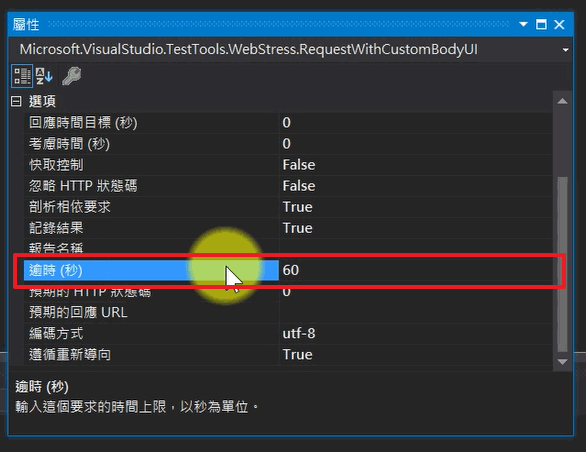 屬性
Microsoft.VisualStudio.TestTools.WebStress.RequestWithCustomBodyUI
選項
回應時間目標 (秒) 0
考慮時間 (秒) 0
快取控制 False
忽略 HTTP 狀態碼 False
剖析相依要求 True
記錄結果 True
報告名稱
逾時 (秒) 60
預期的 HTTP 狀態碼 0
預期的回應 URL
編碼方式 utf-8
遵循重新導向 True
逾時 (秒)
輸入這個要求的時間上限，以秒為單位。